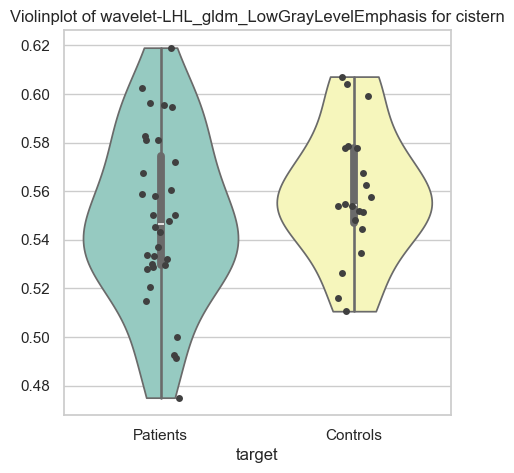 Violinplot of wavelet-LHL_gldm_LowGrayLevelEmphasis for cistern
0.62
0.60
0.58
0.56
0.54
0.52
0.50
0.48
Patients Controls
target